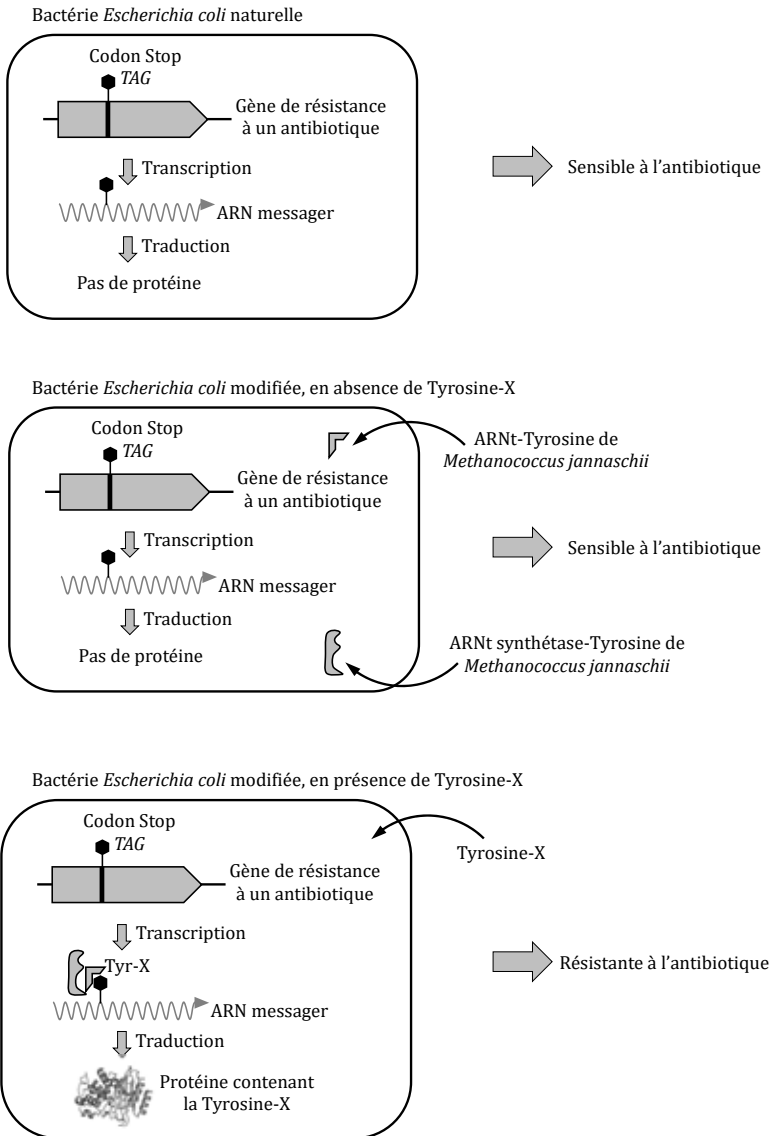 Bactérie Escherichia coli naturelle
Codon Stop
TAG
Gène de résistance
à un antibiotique
Transcription
ARN messager
Traduction
Pas de protéine
Sensible à l’antibiotique
Bactérie Escherichia coli modifiée, en absence de Tyrosine-X
Codon Stop
TAG
ARNt-Tyrosine de
Methanococcus jannaschii
Gène de résistance
à un antibiotique
Transcription
Sensible à l’antibiotique
ARN messager
Traduction
Pas de protéine
ARNt synthétase-Tyrosine de
Methanococcus jannaschii
Bactérie Escherichia coli modifiée, en présence de Tyrosine-X
Codon Stop
TAG
Tyrosine-X
Gène de résistance
à un antibiotique
Transcription
Tyr-X
Résistante à l’antibiotique
ARN messager
Traduction
Protéine contenant
la Tyrosine-X